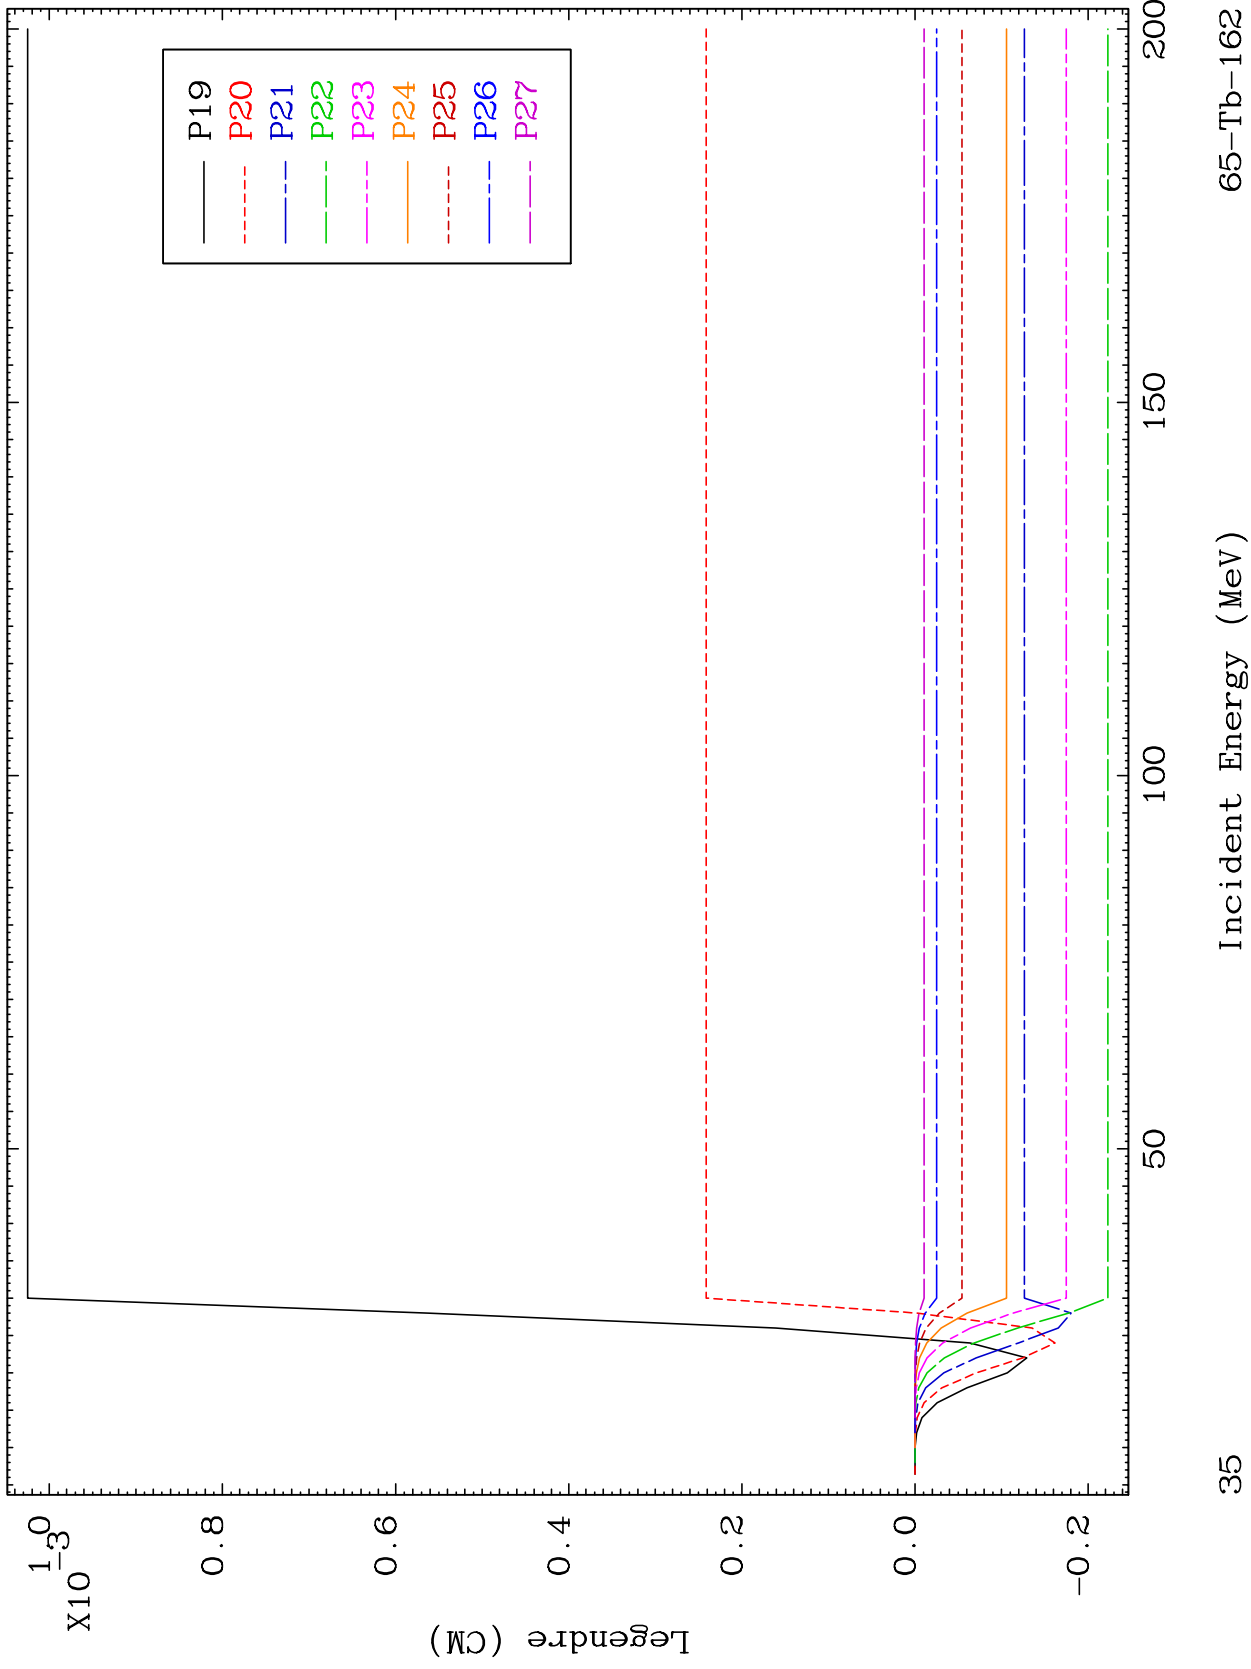 X10
-3
1.0
0.8
0.6
0.4
0.2
0.0
-0.2
Legendre (CM)
P19
P20
P21
P22
P23
P24
P25
P26
P27
50
100
150
200
35
Incident Energy (MeV)
65-Tb-162